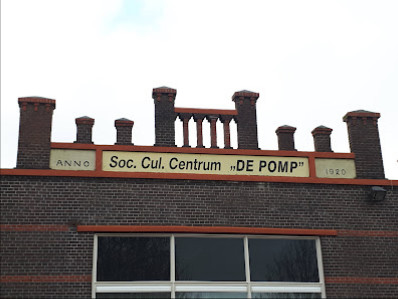 ANNO Soc. Cul. Centrum „DE POMP” 1920